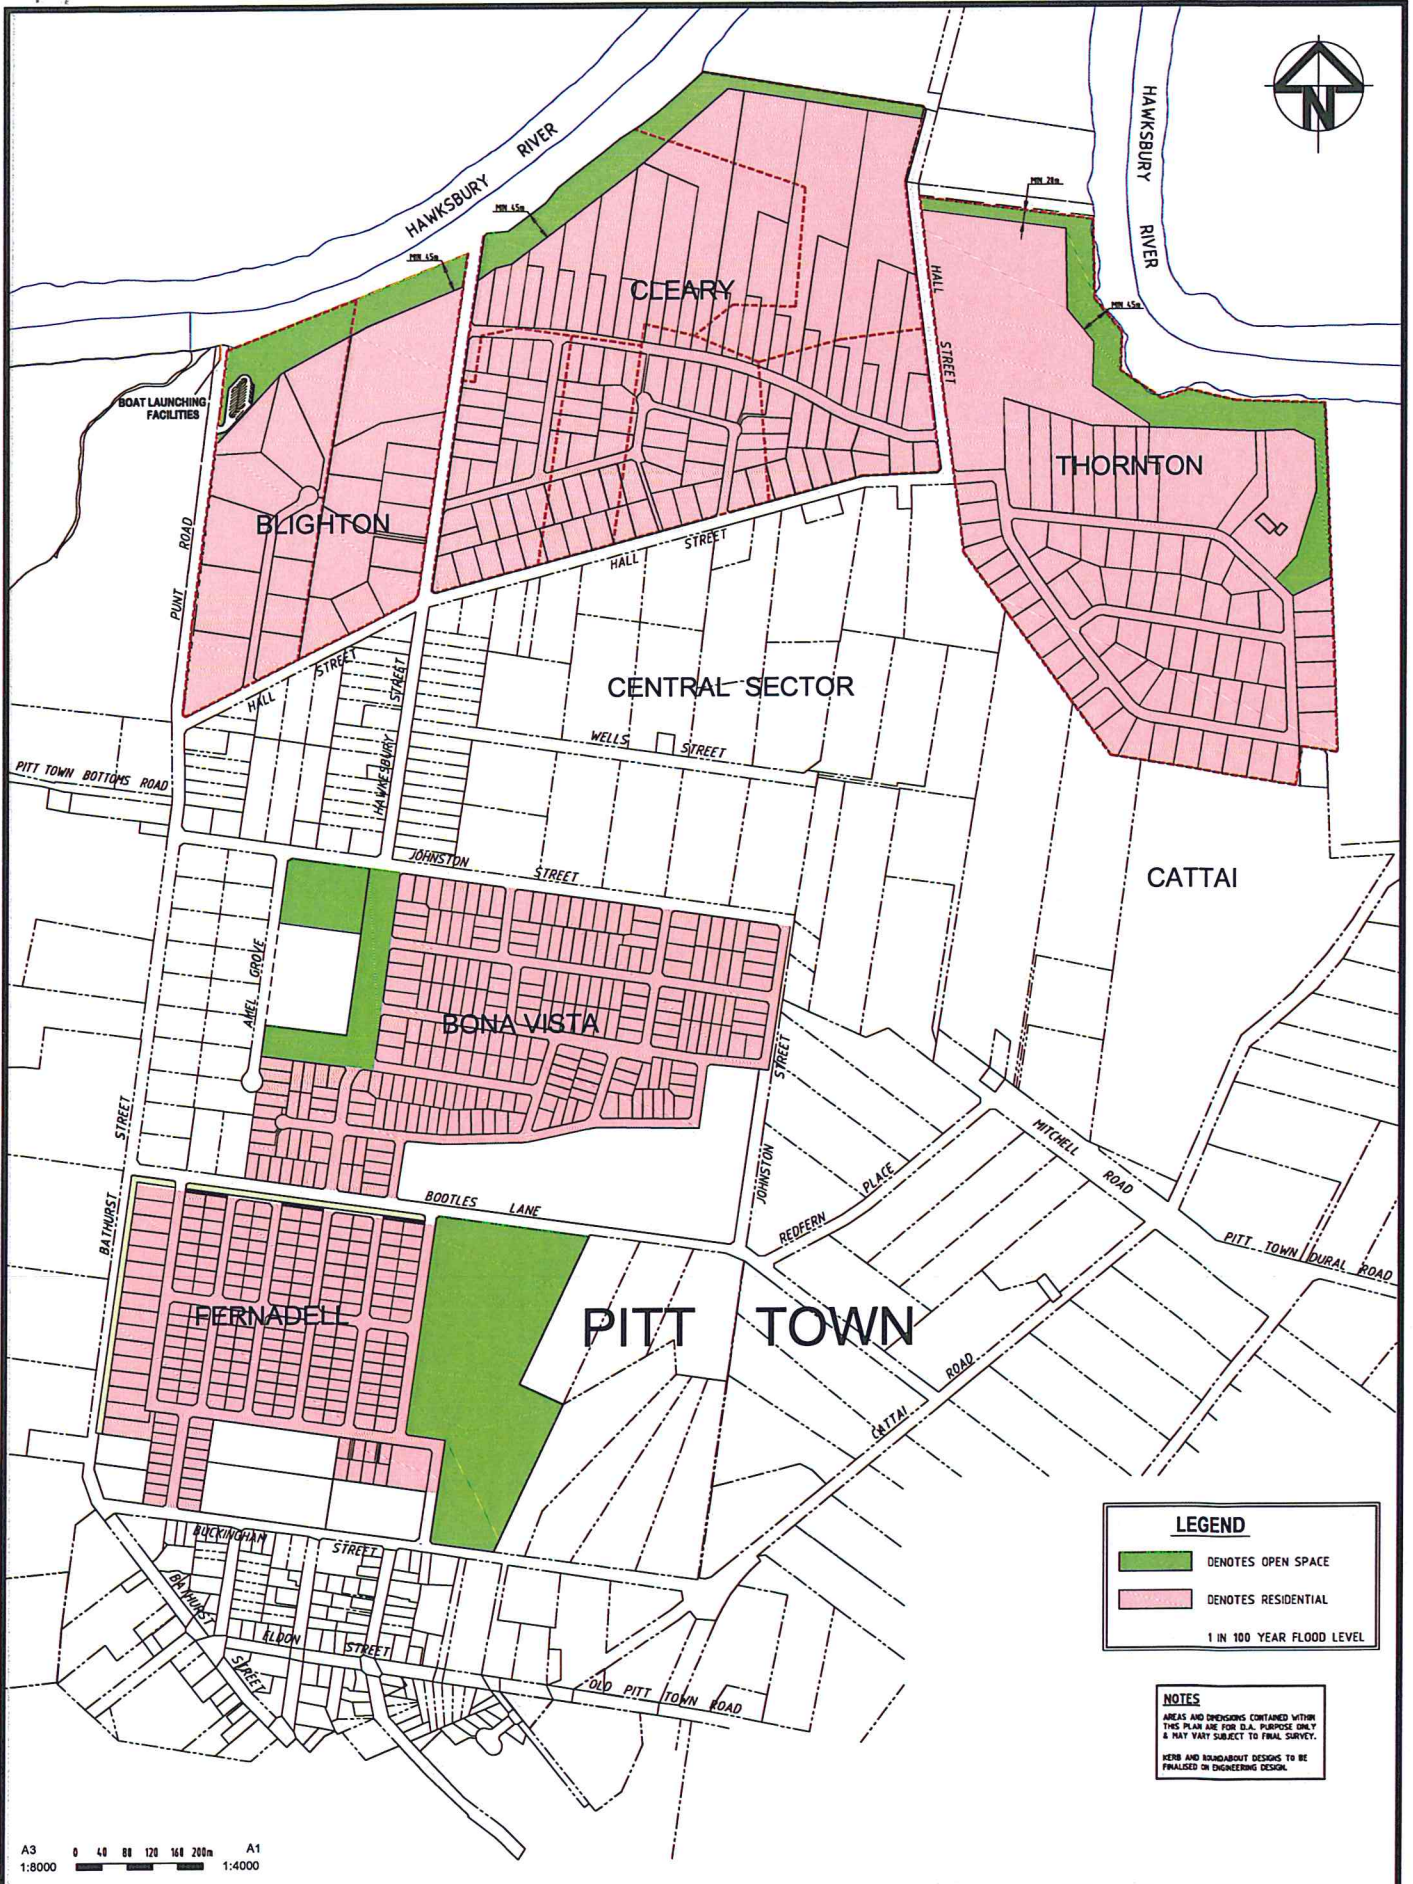 HAWKSBURY
RIVER
HAWKSBURY
RIVER
N
MIN 20m
MIN 45m
MIN 45m
MIN 45m
CLEARY
HALL
STREET
BOAT LAUNCHING
FACILITIES
THORNTON
BLIGHTON
PUNT
ROAD
HALL
STREET
HALL
STREET
HAWKESBURY
STREET
CENTRAL SECTOR
WELLS
STREET
PITT TOWN BOTTOMS ROAD
JOHNSTON
STREET
CATTAI
AMEL
GROVE
BONA VISTA
JOHNSTON
STREET
BATHURST
STREET
MITCHELL
ROAD
REDFERN
PLACE
BOOTLES
LANE
PITT TOWN DURAL ROAD
FERNADELL
PITT TOWN
CATTAI
ROAD
BUCKINGHAM
STREET
BATHURST
STREET
ELDON
STREET
OLD PITT TOWN ROAD
LEGEND
DENOTES OPEN SPACE
DENOTES RESIDENTIAL
1 IN 100 YEAR FLOOD LEVEL
NOTES
AREAS AND DIMENSIONS CONTAINED WITHIN
THIS PLAN ARE FOR D.A. PURPOSE ONLY
& MAY VARY SUBJECT TO FINAL SURVEY.
KERB AND ROUNDABOUT DESIGNS TO BE
FINALISED ON ENGINEERING DESIGN.
A3 0 40 80 120 160 200m A1
1:8000 1:4000